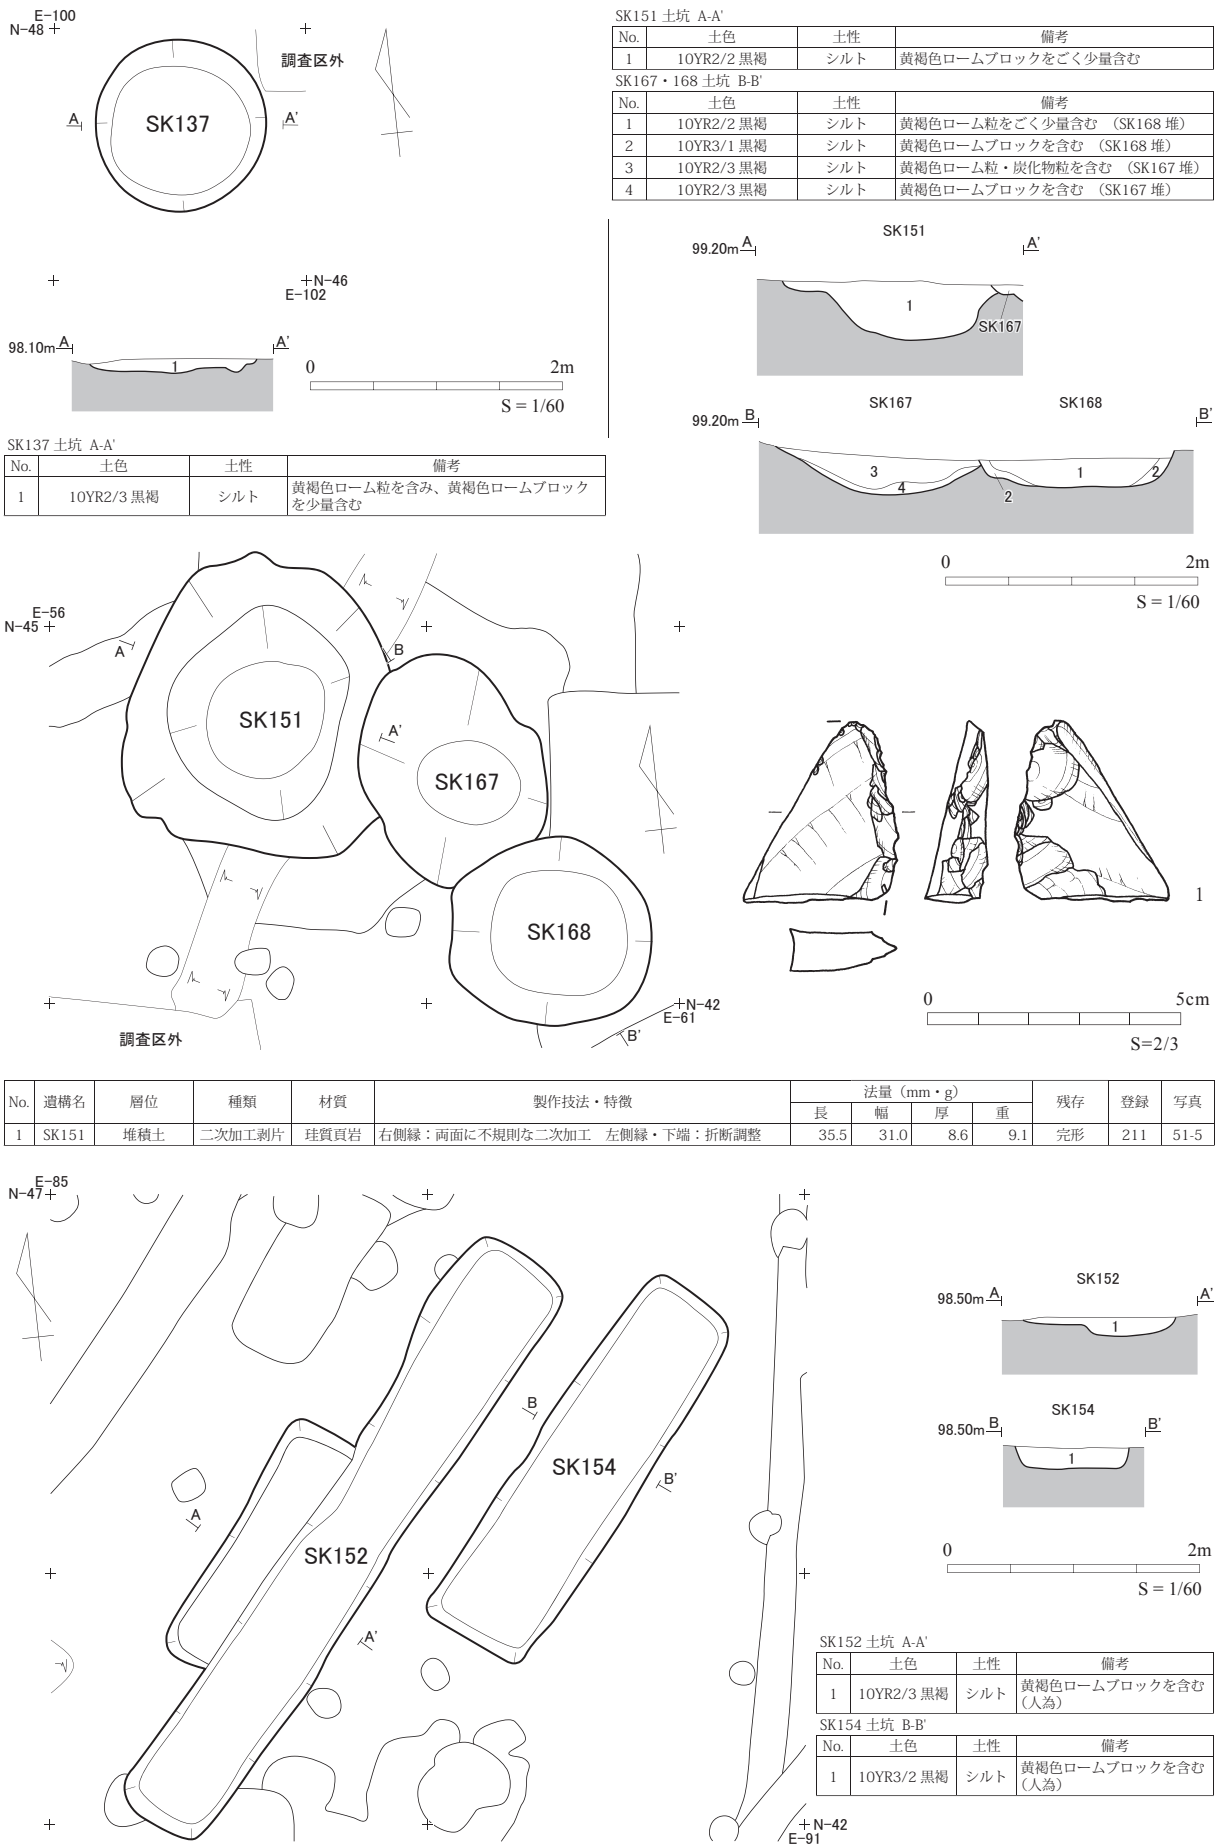 E-100
N-48
調査区外
A
SK137
A'
N-46
E-102
98.10m A
A'
1
0 2m
S = 1/60
SK137 土坑 A-A'
No. 土色 土性 備考
1 10YR2/3 黒褐 シルト 黄褐色ローム粒を含み、黄褐色ロームブロック
を少量含む
SK151 土坑 A-A'
No. 土色 土性 備考
1 10YR2/2 黒褐 シルト 黄褐色ロームブロックをごく少量含む
SK167・168 土坑 B-B'
No. 土色 土性 備考
1 10YR2/2 黒褐 シルト 黄褐色ローム粒をごく少量含む (SK168 堆)
2 10YR3/1 黒褐 シルト 黄褐色ロームブロックを含む (SK168 堆)
3 10YR2/3 黒褐 シルト 黄褐色ローム粒・炭化物粒を含む (SK167 堆)
4 10YR2/3 黒褐 シルト 黄褐色ロームブロックを含む (SK167 堆)
SK151
99.20m A
A'
1
SK167
SK167 SK168
99.20m B
B'
3
4
1
2
2
0 2m
S = 1/60
E-56
N-45
A
B
A'
SK151
SK167
SK168
N-42
E-61
B'
調査区外
1
0 5cm
S=2/3
No. 遺構名 層位 種類 材質 製作技法・特徴 法量(mm・g) 残存 登録 写真
長 幅 厚 重
1 SK151 堆積土 二次加工剥片 珪質頁岩 右側縁：両面に不規則な二次加工 左側縁・下端：折断調整 35.5 31.0 8.6 9.1 完形 211 51-5
E-85
N-47
B
SK154
B'
A
SK152
A'
N-42
E-91
SK152
98.50m A
A'
1
SK154
98.50m B
B'
1
0 2m
S = 1/60
SK152 土坑 A-A'
No. 土色 土性 備考
1 10YR2/3 黒褐 シルト 黄褐色ロームブロックを含む
(人為)
SK154 土坑 B-B'
No. 土色 土性 備考
1 10YR3/2 黒褐 シルト 黄褐色ロームブロックを含む
(人為)